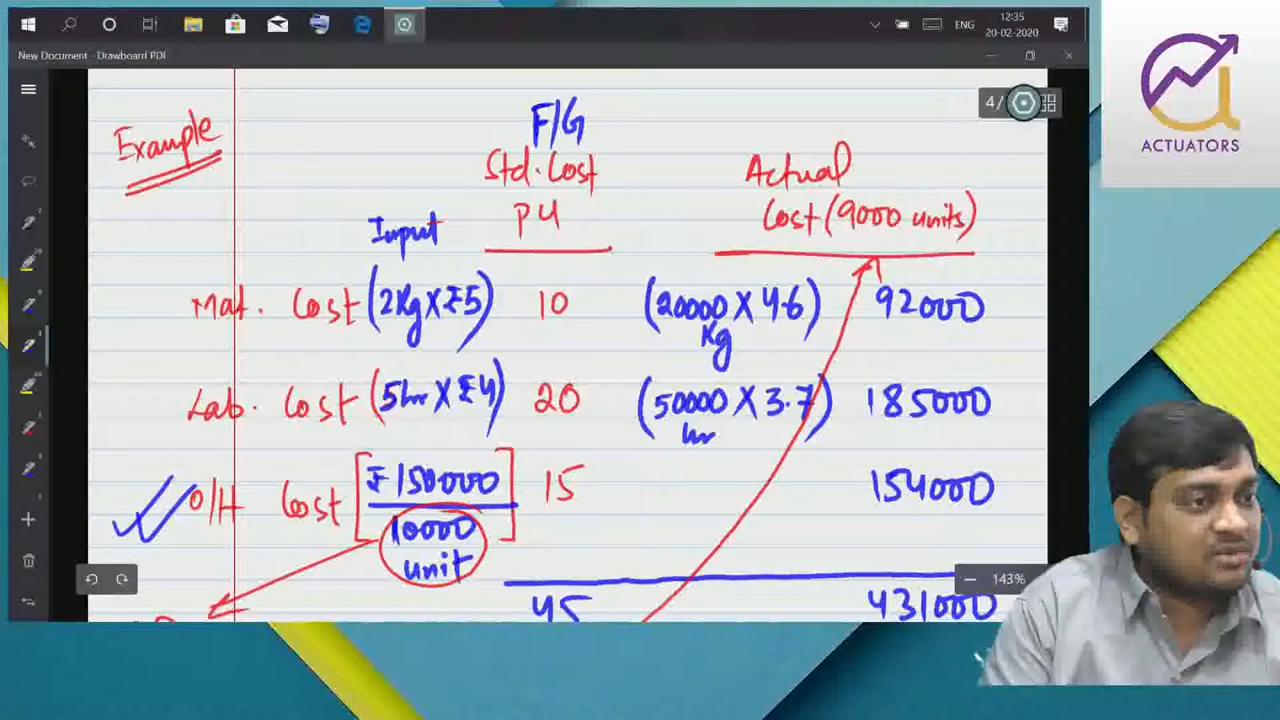 ENG
12:35
20-02-2020
New Document - Drawboard PDF
4/
ACTUATORS
Example
F/G
Std. Cost
PU
Actual
Cost (9000 units)
Input
Mat. Cost (2Kg X ₹5) 10 (20000 X 4.6) 92000
Kg
Lab. Cost (5hr X ₹4) 20 (50000 X 3.7) 185000
hr
O/H Cost [₹150000 15 154000
10000
unit]
143%
45 431000